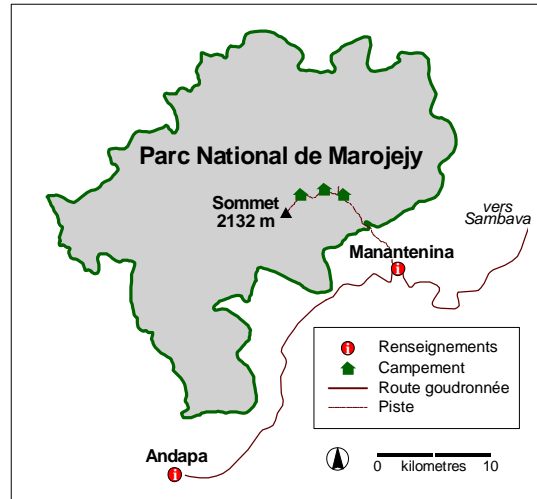 Parc National de Marojejy
Sommet
2132 m
vers
Sambava
Manantenina
i
i Renseignements
Campement
Route goudronnée
Piste
Andapa
i
0 kilometres 10